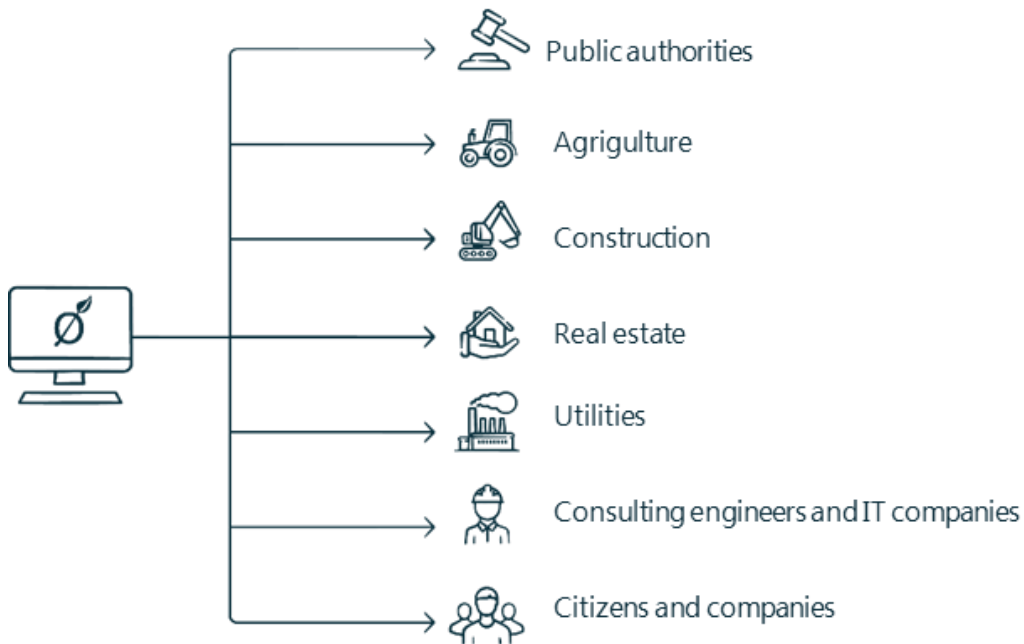 Public authorities
Agrigulture
Construction
Real estate
Utilities
Consulting engineers and IT companies
Citizens and companies